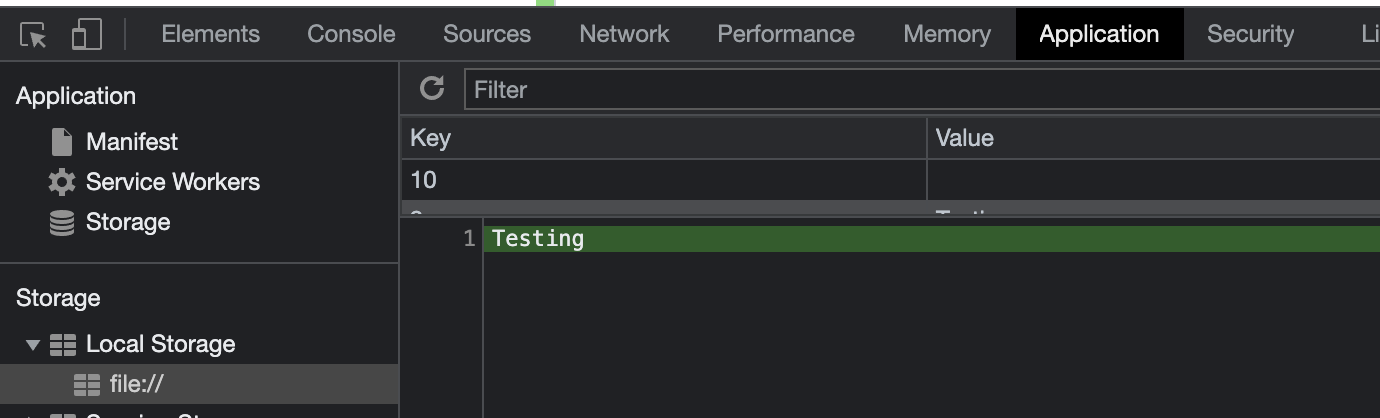 Elements Console Sources Network Performance Memory Application Security
Application
Filter
Manifest
Key Value
Service Workers
10
Storage
1 Testing
Storage
Local Storage
file://